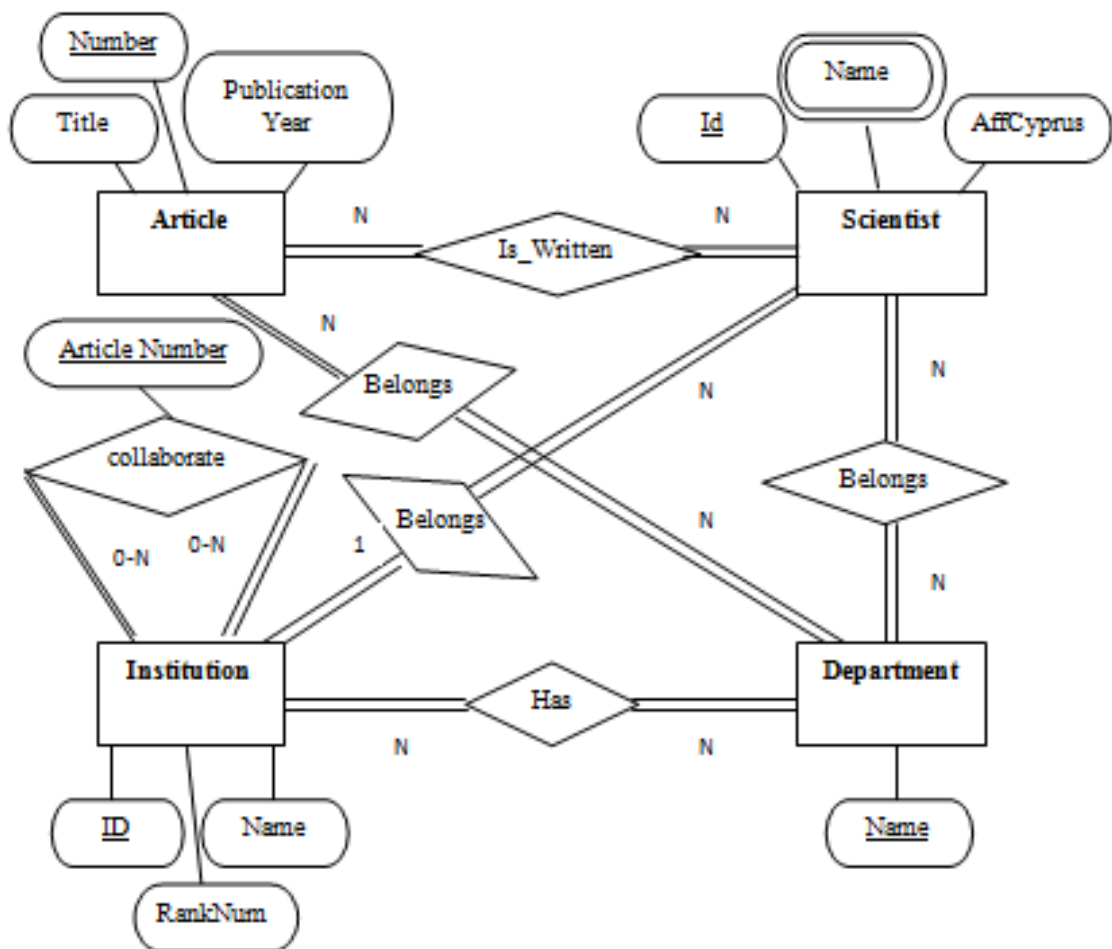 Number
Name
Publication
Year
Title
Id
AffCyprus
Article
N
N
Scientist
Is_Written
N
Article Number
Belongs
N
N
collaborate
Belongs
Belongs
N
0-N
0-N
1
N
Institution
Department
Has
N
N
ID
Name
Name
RankNum